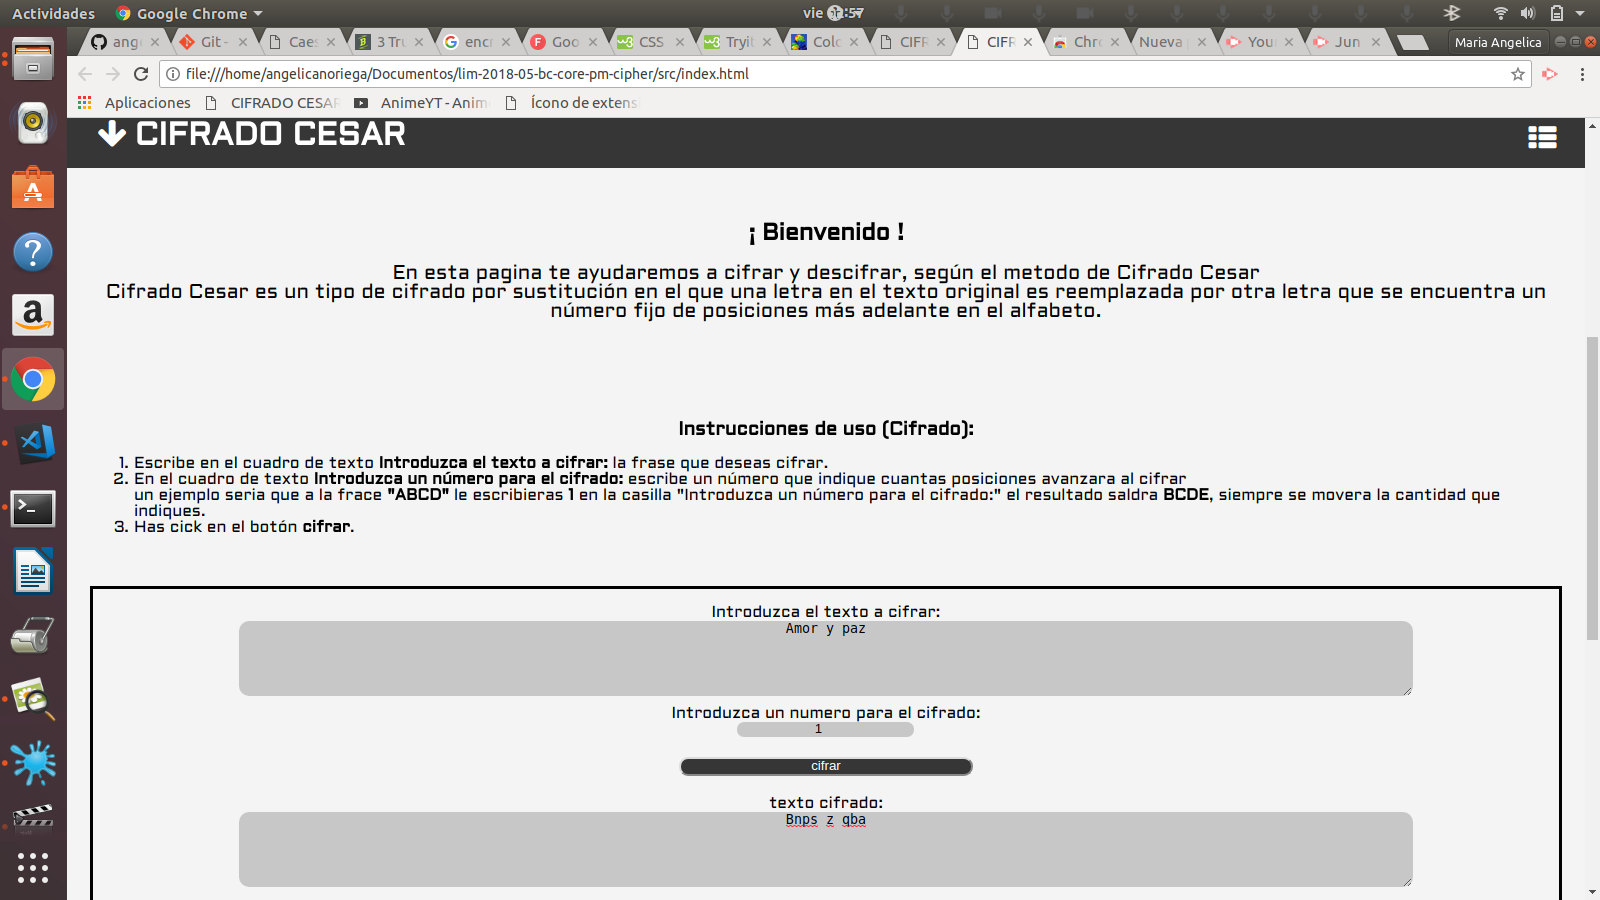 Actividades
Google Chrome
vie
:57
ang
Git -
Caes
3 Tru
encr
Goo
CSS
Tryit
Colo
CIFR
CIFR
Chro
Nueva
You
Jun
Maria Angelica
file:///home/angelicanoriega/Documentos/lim-2018-05-bc-core-pm-cipher/src/index.html
Aplicaciones
CIFRADO CESAR
AnimeYT - Anim
Ícono de extens
CIFRADO CESAR
¡ Bienvenido !
En esta pagina te ayudaremos a cifrar y descifrar, según el metodo de Cifrado Cesar
Cifrado Cesar es un tipo de cifrado por sustitución en el que una letra en el texto original es reemplazada por otra letra que se encuentra un
número fijo de posiciones más adelante en el alfabeto.
Instrucciones de uso (Cifrado):
1. Escribe en el cuadro de texto Introduzca el texto a cifrar: la frase que deseas cifrar.
2. En el cuadro de texto Introduzca un número para el cifrado: escribe un número que indique cuantas posiciones avanzara al cifrar
un ejemplo seria que a la frace "ABCD" le escribieras 1 en la casilla "Introduzca un número para el cifrado:" el resultado saldra BCDE, siempre se movera la cantidad que
indiques.
3. Has cick en el botón cifrar.
Introduzca el texto a cifrar:
Amor y paz
Introduzca un numero para el cifrado:
1
cifrar
texto cifrado:
Bnps z qba